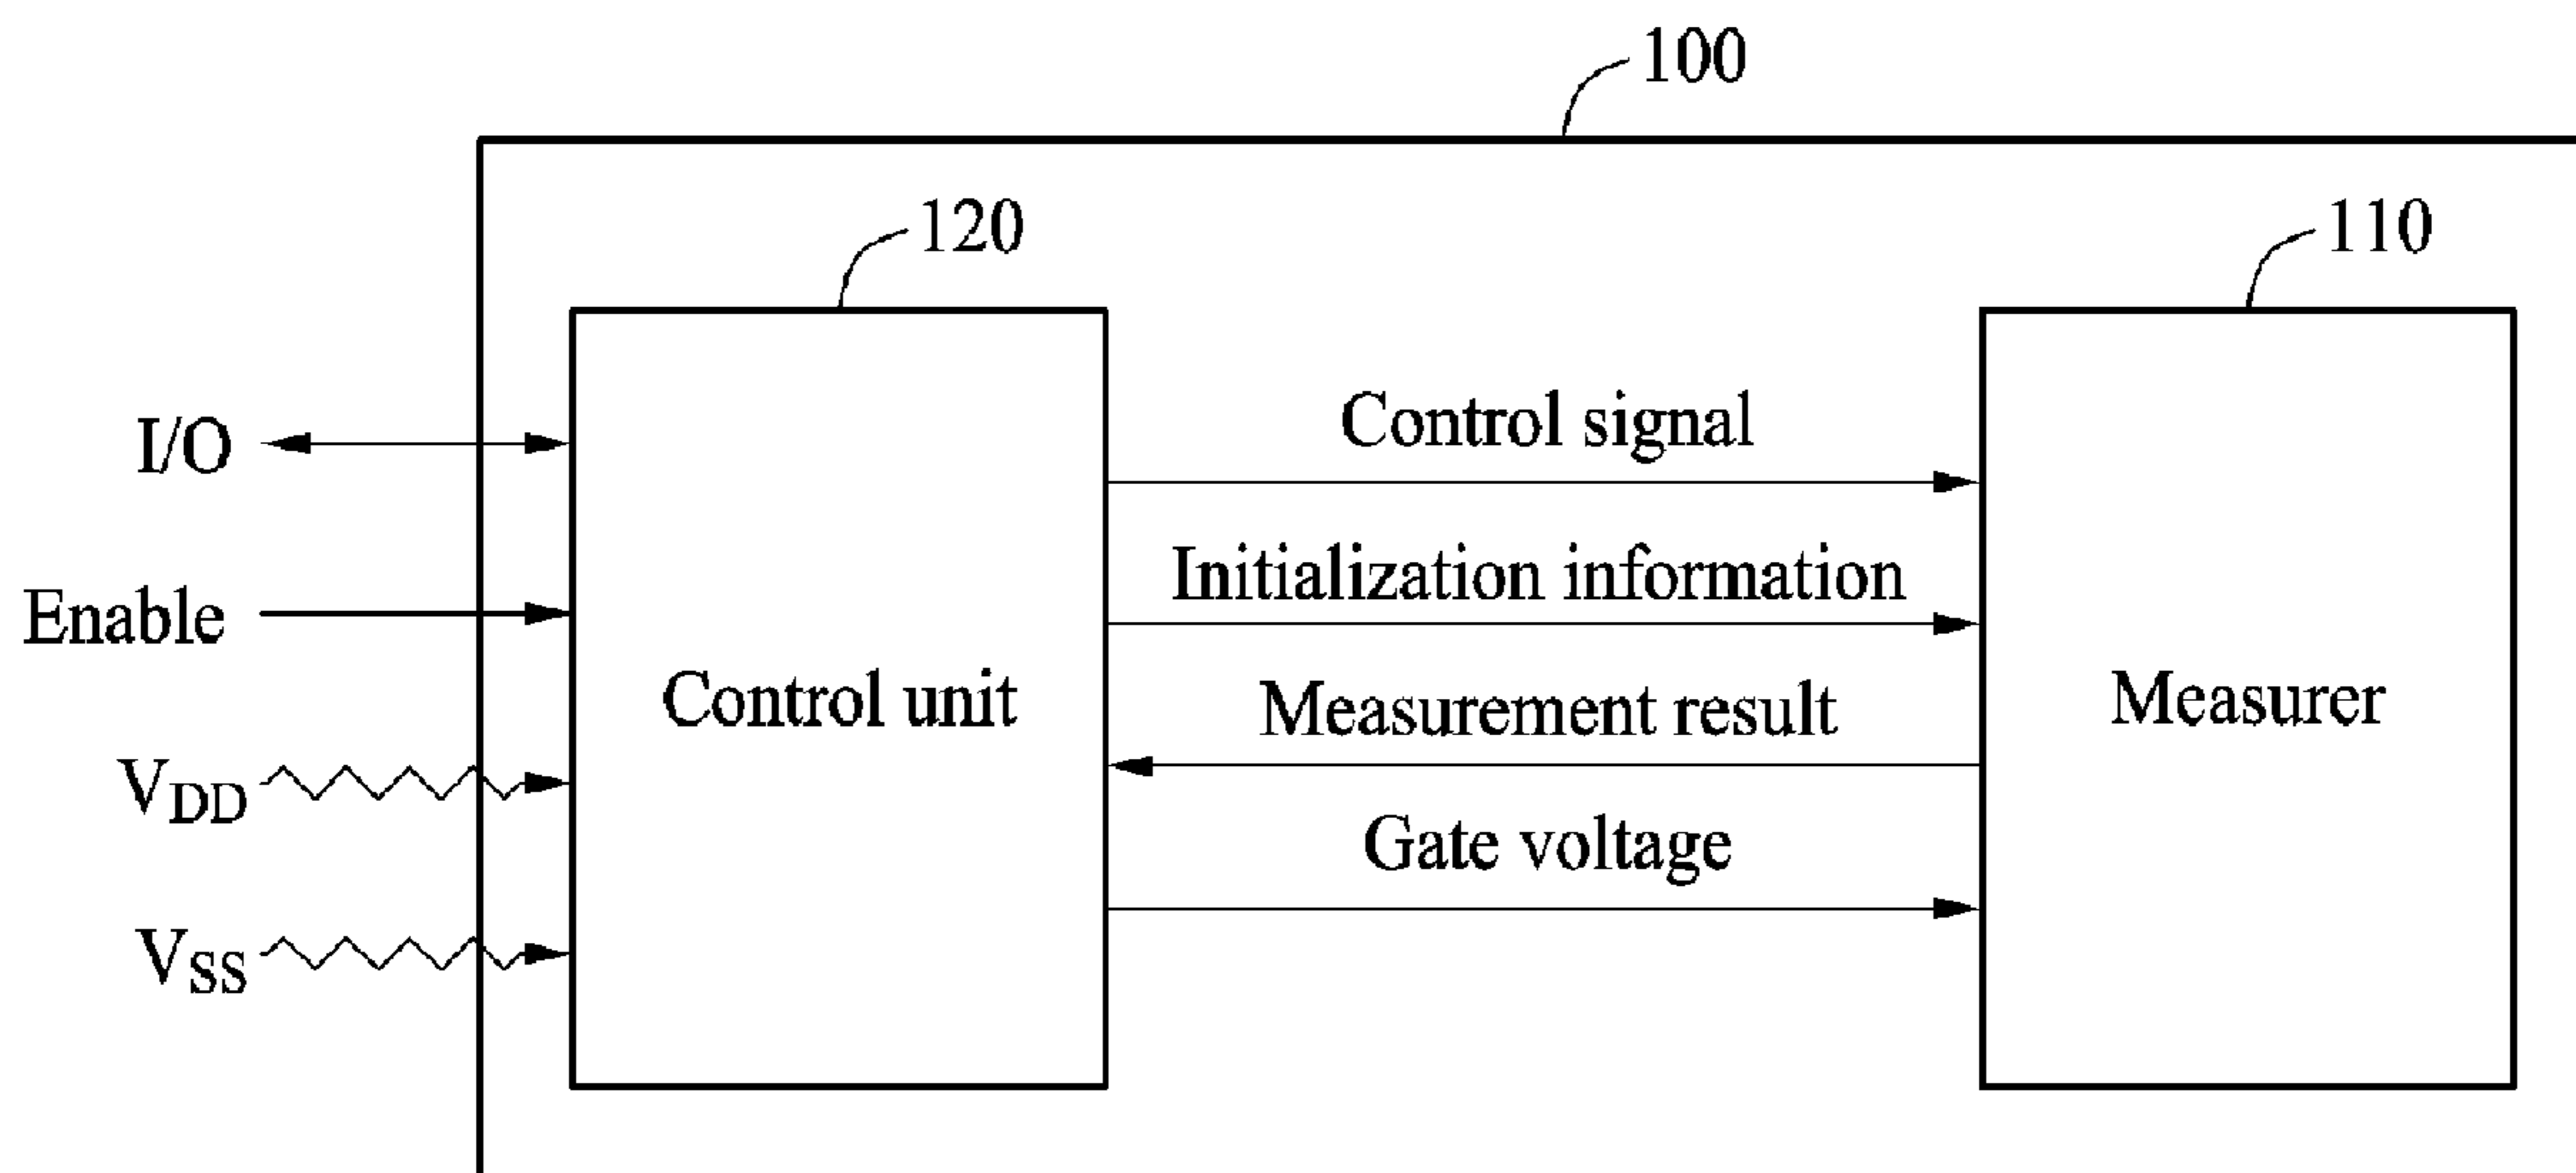 100
120
110
I/O
Enable
VDD
VSS
Control unit
Control signal
Initialization information
Measurement result
Gate voltage
Measurer